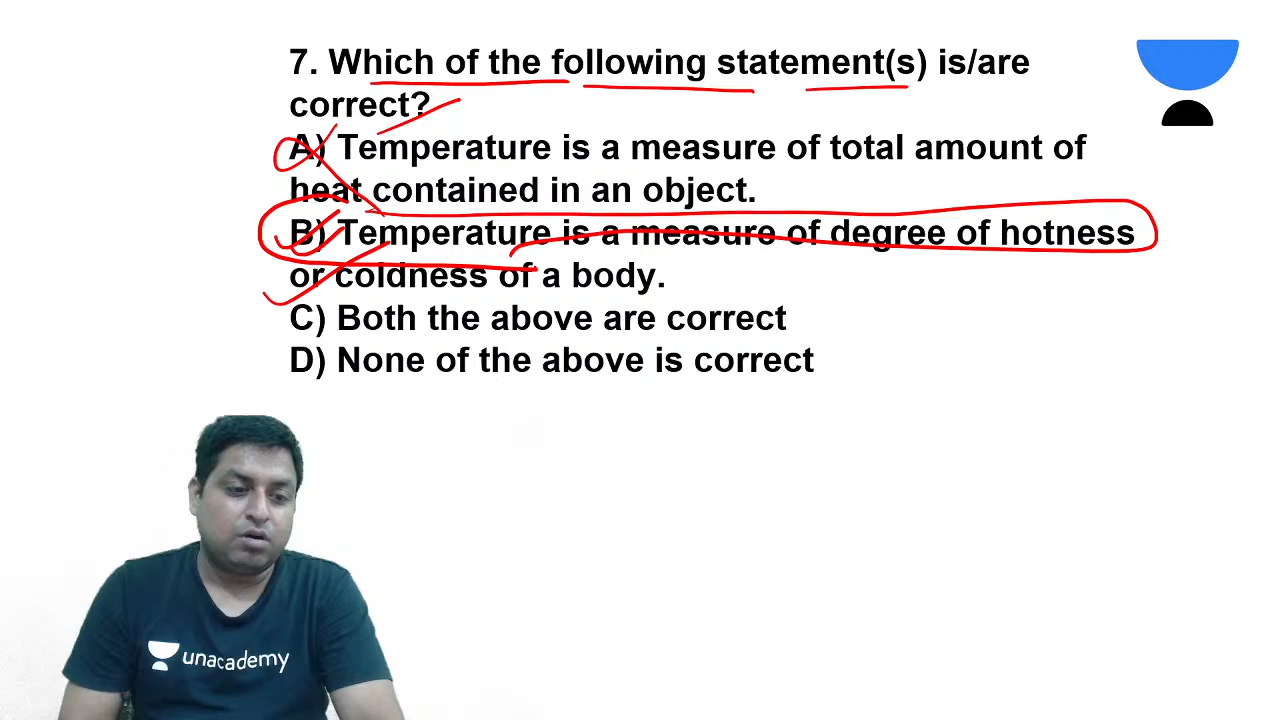 7. Which of the following statement(s) is/are
correct?
A) Temperature is a measure of total amount of
heat contained in an object.
B) Temperature is a measure of degree of hotness
or coldness of a body.
C) Both the above are correct
D) None of the above is correct
unacademy